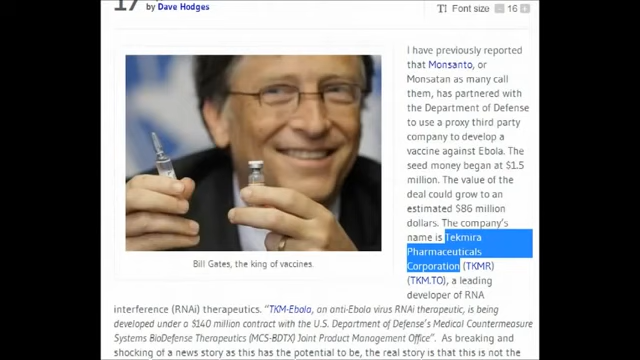 17
by Dave Hodges
Font size
16
I have previously reported
that Monsanto, or
Monsatan as many call
them, has partnered with
the Department of Defense
to use a proxy third party
company to develop a
vaccine against Ebola. The
seed money began at $1.5
million. The value of the
deal could grow to an
estimated $86 million
dollars. The company's
name is Tekmira
Pharmaceuticals
Corporation (TKMR)
(TKM.TO), a leading
developer of RNA
Bill Gates, the king of vaccines.
interference (RNAi) therapeutics. "TKM-Ebola, an anti-Ebola virus RNAi therapeutic, is being
developed under a $140 million contract with the U.S. Department of Defense's Medical Countermeasure
Systems BioDefense Therapeutics (MCS-BDTX) Joint Product Management Office". As breaking and
shocking of a news story as this has the potential to be, the real story is that this is not the